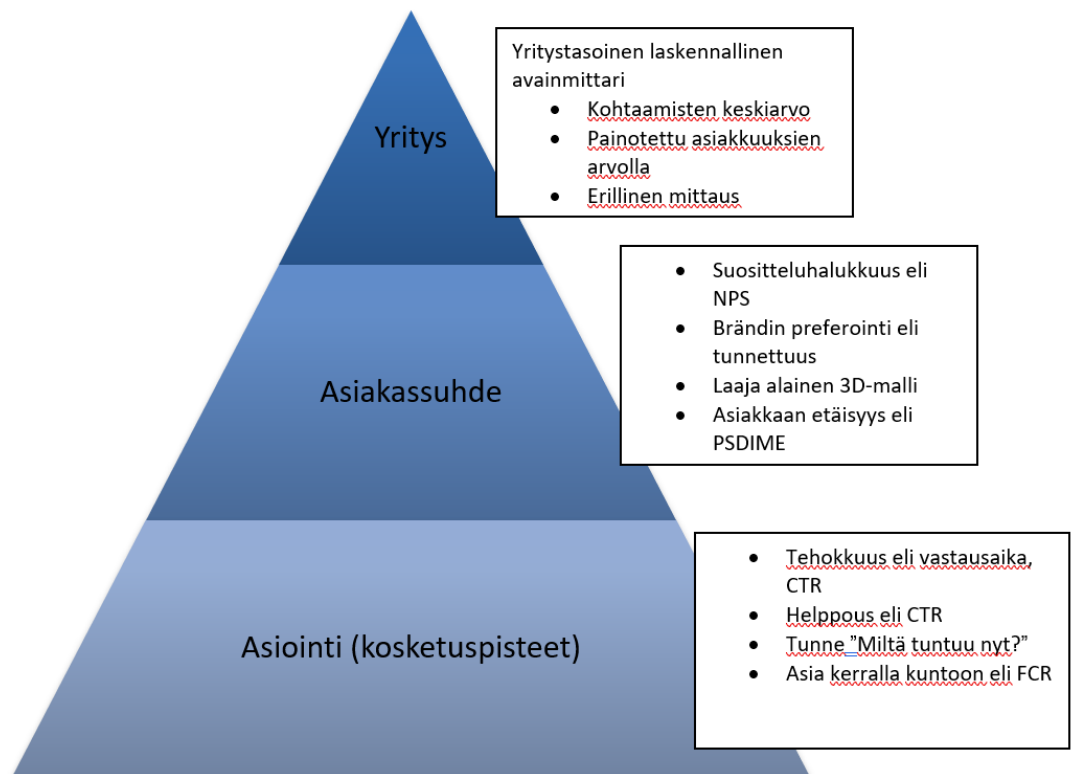 Yritys
Yritystasoinen laskennallinen
avainmittari
• Kohtaamisten keskiarvo
• Painotettu asiakkuuksien
arvolla
• Erillinen mittaus
Asiakassuhde
• Suositteluhalukkuus eli
NPS
• Brändin preferointi eli
tunnettuus
• Laaja alainen 3D-malli
• Asiakkaan etäisyys eli
PSDIME
Asiointi (kosketuspisteet)
• Tehokkuus eli vastausaika,
CTR
• Helppous eli CTR
• Tunne ”Miltä tuntuu nyt?”
• Asia kerralla kuntoon eli FCR